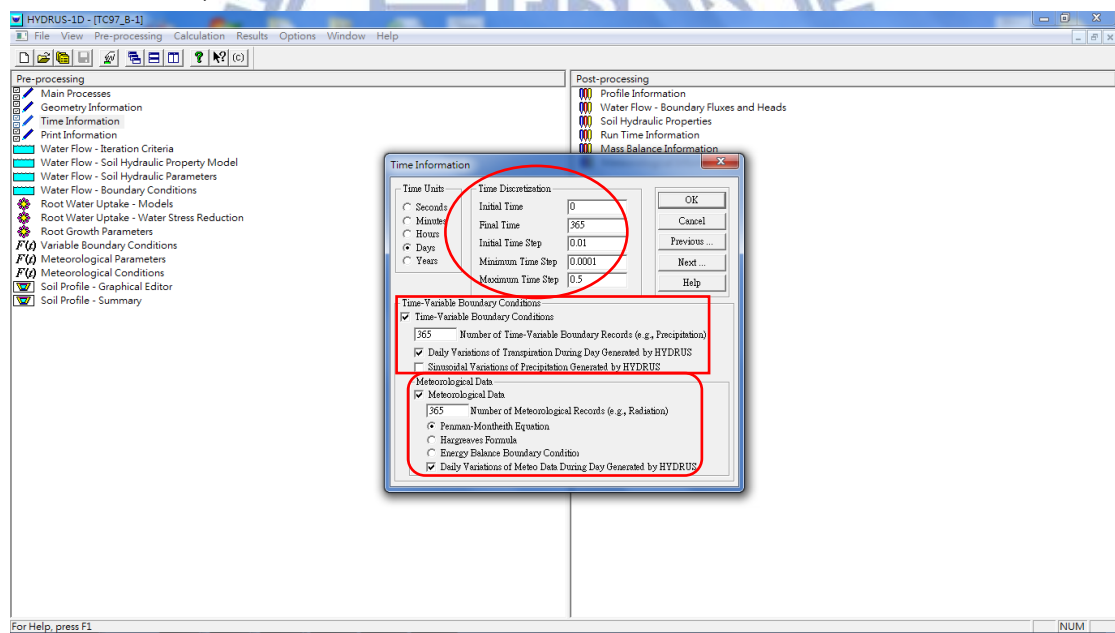 HYDRUS-1D - [TC97_B-1]
File View Pre-processing Calculation Results Options Window Help
Pre-processing
Main Processes
Geometry Information
Time Information
Print Information
Water Flow - Iteration Criteria
Water Flow - Soil Hydraulic Property Model
Water Flow - Soil Hydraulic Parameters
Water Flow - Boundary Conditions
Root Water Uptake - Models
Root Water Uptake - Water Stress Reduction
Root Growth Parameters
F(t) Variable Boundary Conditions
F(t) Meteorological Parameters
F(t) Meteorological Conditions
Soil Profile - Graphical Editor
Soil Profile - Summary
Post-processing
Profile Information
Water Flow - Boundary Fluxes and Heads
Soil Hydraulic Properties
Run Time Information
Mass Balance Information
Time Information
Time Units
Seconds
Minutes
Hours
Days
Years
Time Discretization
Initial Time 0
Final Time 365
Initial Time Step 0.01
Minimum Time Step 0.0001
Maximum Time Step 0.5
OK
Cancel
Previous ...
Next ...
Help
Time-Variable Boundary Conditions
Time-Variable Boundary Conditions
365 Number of Time-Variable Boundary Records (e.g., Precipitation)
Daily Variations of Transpiration During Day Generated by HYDRUS
Sinusoidal Variations of Precipitation Generated by HYDRUS
Meteorological Data
Meteorological Data
365 Number of Meteorological Records (e.g., Radiation)
Penman-Montheith Equation
Hargreaves Formula
Energy Balance Boundary Condition
Daily Variations of Meteo Data During Day Generated by HYDRUS
For Help, press F1
NUM